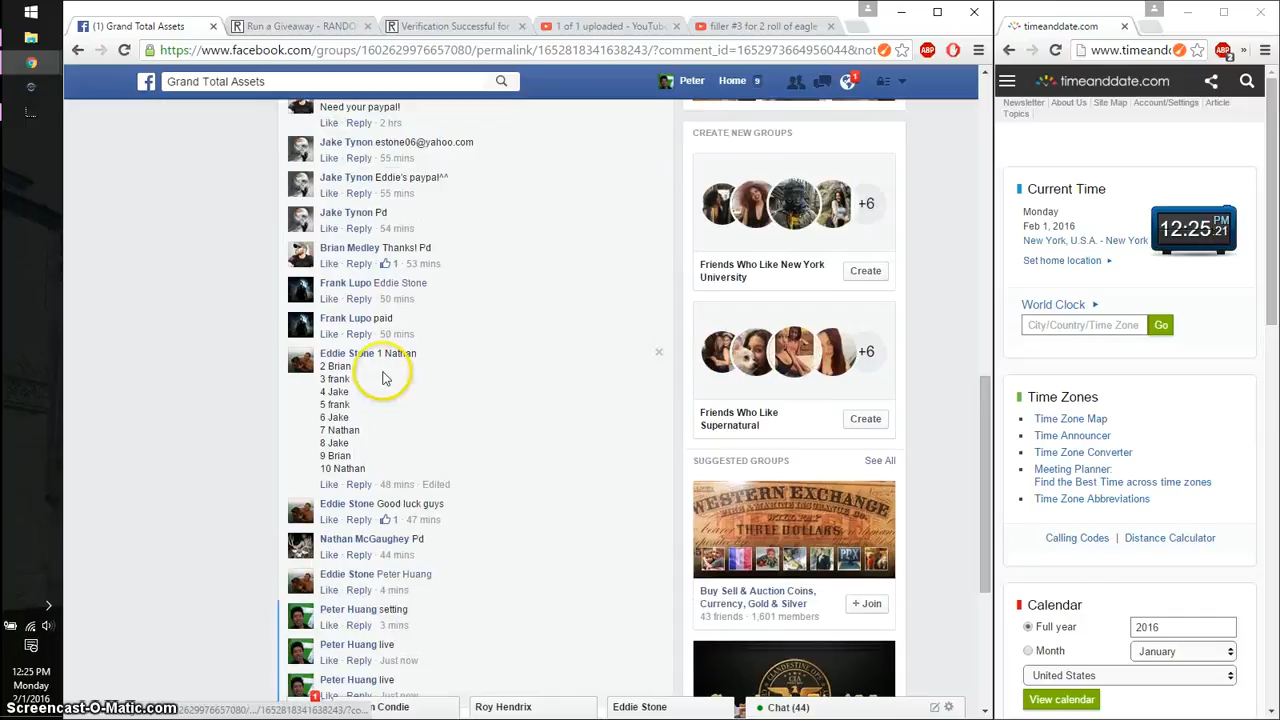 (1) Grand Total Assets
Run a Giveaway - RANDO
Verification Successful for
1 of 1 uploaded - YouTube
filler #3 for 2 roll of eagle
timeanddate.com
https://www.facebook.com/groups/1602629976657080/permalink/1652818341638243/?comment_id=1652973664956044&not
www.timeand
Grand Total Assets
Peter
Home 9
1
timeanddate.com
Newsletter | About Us | Site Map | Account/Settings | Article
Topics |
Need your paypal!
Like · Reply · 2 hrs
Jake Tynon estone06@yahoo.com
Like · Reply · 55 mins
Jake Tynon Eddie's paypal^^
Like · Reply · 55 mins
Jake Tynon Pd
Like · Reply · 54 mins
Brian Medley Thanks! Pd
Like · Reply · 1 · 53 mins
Frank Lupo Eddie Stone
Like · Reply · 50 mins
Frank Lupo paid
Like · Reply · 50 mins
Eddie Stone 1 Nathan
2 Brian
3 frank
4 Jake
5 frank
6 Jake
7 Nathan
8 Jake
9 Brian
10 Nathan
Like · Reply · 48 mins · Edited
Eddie Stone Good luck guys
Like · Reply · 1 · 47 mins
Nathan McGaughey Pd
Like · Reply · 44 mins
Eddie Stone Peter Huang
Like · Reply · 4 mins
Peter Huang setting
Like · Reply · 3 mins
Peter Huang live
Like · Reply · Just now
Peter Huang live
Like · Reply · Just now
CREATE NEW GROUPS
+6
Friends Who Like New York
University
Create
+6
Friends Who Like
Supernatural
Create
SUGGESTED GROUPS
See All
WESTERN EXCHANGE
THREE DOLLARS
Buy Sell & Auction Coins,
Currency, Gold & Silver
43 friends · 1,601 members
+ Join
Current Time
Monday
Feb 1, 2016
New York, U.S.A. - New York
Set home location
12:25 PM 21
World Clock
City/Country/Time Zone
Go
Time Zones
Time Zone Map
Time Announcer
Time Zone Converter
Meeting Planner:
Find the Best Time across time zones
Time Zone Abbreviations
Calling Codes | Distance Calculator
Calendar
Full year
2016
Month
January
United States
View calendar
12:25 PM
Monday
2/1/2016
1
n Condie
Roy Hendrix
Eddie Stone
Chat (44)
Screencast-O-Matic.com